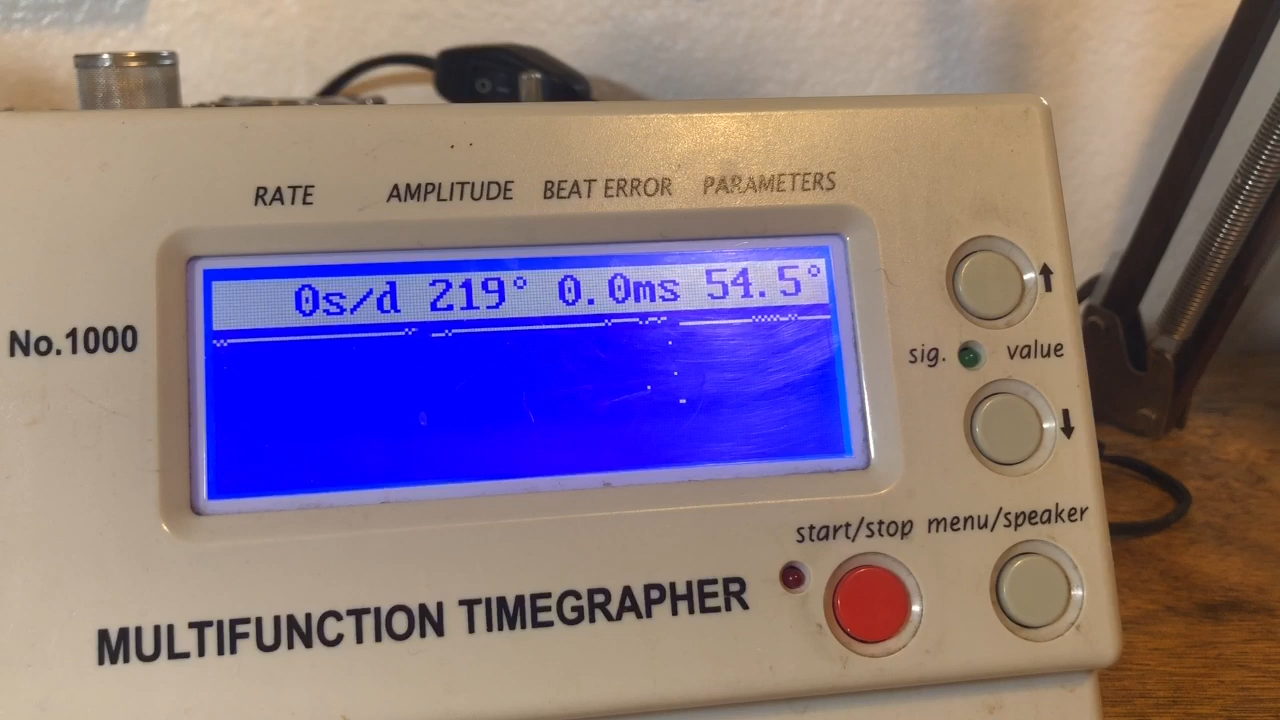 RATE AMPLITUDE BEAT ERROR PARAMETERS
0s/d 219° 0.0ms 54.5°
No.1000
sig. value
start/stop menu/speaker
MULTIFUNCTION TIMEGRAPHER